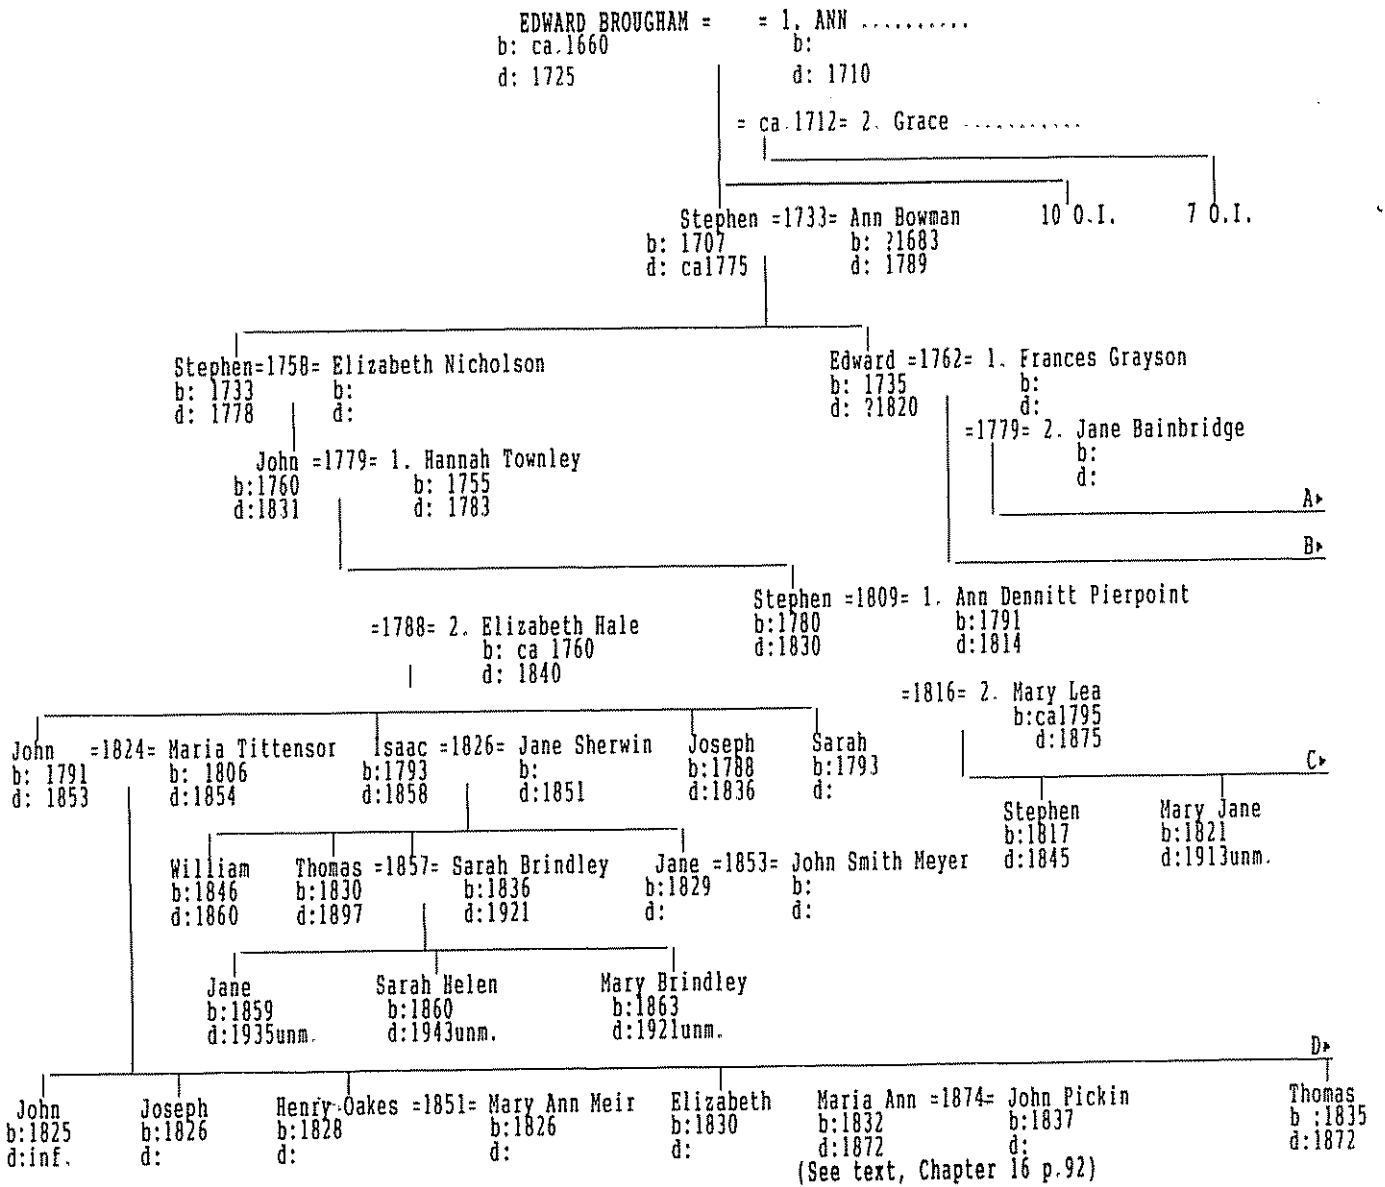 EDWARD BROUGHAM = = 1. ANN ..........
b: ca.1660 b:
d: 1725 d: 1710
= ca.1712= 2. Grace ...........
Stephen =1733= Ann Bowman 10 O.I. 7 O.I.
b: 1707 b: ?1683
d: ca1775 d: 1789
Stephen=1758= Elizabeth Nicholson Edward =1762= 1. Frances Grayson
b: 1733 b: b: 1735 b:
d: 1778 d: d: ?1820 d:
=1779= 2. Jane Bainbridge
b:
d:
John =1779= 1. Hannah Townley
b:1760 b: 1755
d:1831 d: 1783
A▸
B▸
Stephen =1809= 1. Ann Dennitt Pierpoint
b:1780 b:1791
d:1830 d:1814
=1788= 2. Elizabeth Hale
b: ca 1760
d: 1840
=1816= 2. Mary Lea
b:ca1795
d:1875
John =1824= Maria Tittensor Isaac =1826= Jane Sherwin Joseph Sarah
b: 1791 b: 1806 b:1793 b: b:1788 b:1793
d: 1853 d:1854 d:1858 d:1851 d:1836 d:
C▸
Stephen Mary Jane
b:1817 b:1821
d:1845 d:1913unm.
William Thomas =1857= Sarah Brindley Jane =1853= John Smith Meyer
b:1846 b:1830 b:1836 b:1829 b:
d:1860 d:1897 d:1921 d: d:
Jane Sarah Helen Mary Brindley
b:1859 b:1860 b:1863
d:1935unm. d:1943unm. d:1921unm.
D▸
John Joseph Henry Oakes =1851= Mary Ann Meir Elizabeth Maria Ann =1874= John Pickin Thomas
b:1825 b:1826 b:1828 b:1826 b:1830 b:1832 b:1837 b :1835
d:inf. d: d: d: d: d:1872 d: d:1872
(See text, Chapter 16 p.92)